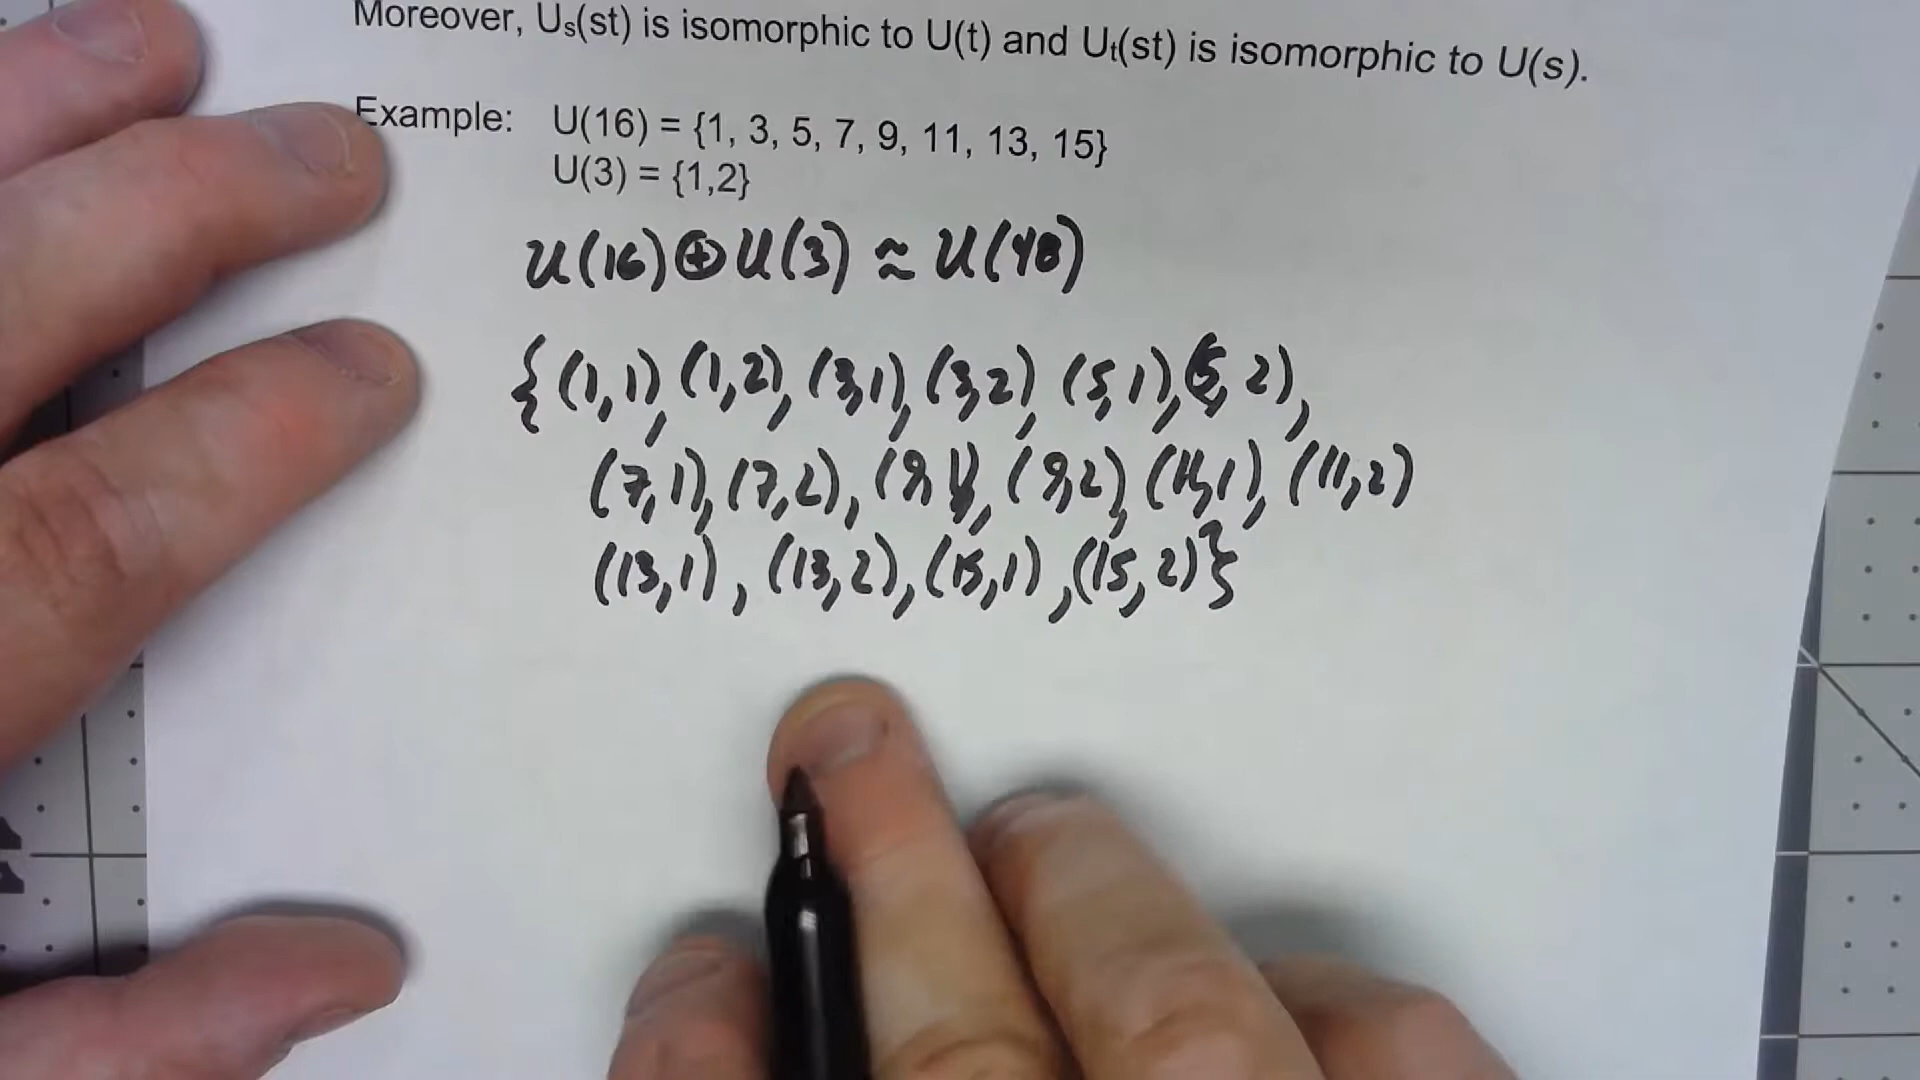 Moreover, Us(st) is isomorphic to U(t) and Ut(st) is isomorphic to U(s).
Example: U(16) = {1, 3, 5, 7, 9, 11, 13, 15}
U(3) = {1,2}
U(16) ⊕ U(3) ≈ U(48)
{(1,1), (1,2), (3,1), (3,2), (5,1), (5,2),
(7,1), (7,2), (9,1), (9,2), (11,1), (11,2)
(13,1), (13,2), (15,1), (15,2)}